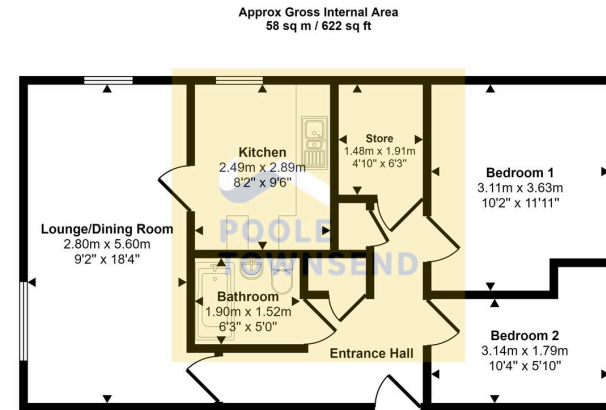 Approx Gross Internal Area
58 sq m / 622 sq ft
Kitchen
2.49m x 2.89m
8'2" x 9'6"
Store
1.48m x 1.91m
4'10" x 6'3"
Bedroom 1
3.11m x 3.63m
10'2" x 11'11"
Lounge/Dining Room
2.80m x 5.60m
9'2" x 18'4"
POOLE
TOWNSEND
Bathroom
1.90m x 1.52m
6'3" x 5'0"
Entrance Hall
Bedroom 2
3.14m x 1.79m
10'4" x 5'10"